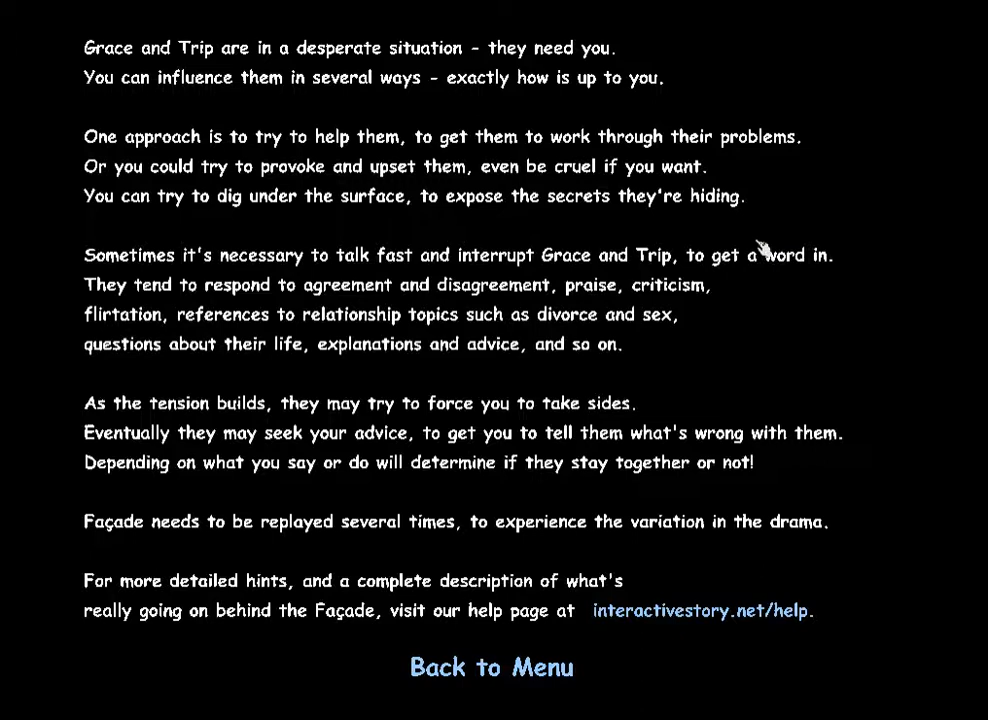 Grace and Trip are in a desperate situation - they need you.
You can influence them in several ways - exactly how is up to you.
One approach is to try to help them, to get them to work through their problems.
Or you could try to provoke and upset them, even be cruel if you want.
You can try to dig under the surface, to expose the secrets they're hiding.
Sometimes it's necessary to talk fast and interrupt Grace and Trip, to get a word in.
They tend to respond to agreement and disagreement, praise, criticism,
flirtation, references to relationship topics such as divorce and sex,
questions about their life, explanations and advice, and so on.
As the tension builds, they may try to force you to take sides.
Eventually they may seek your advice, to get you to tell them what's wrong with them.
Depending on what you say or do will determine if they stay together or not!
Façade needs to be replayed several times, to experience the variation in the drama.
For more detailed hints, and a complete description of what's
really going on behind the Façade, visit our help page at interactivestory.net/help.
Back to Menu